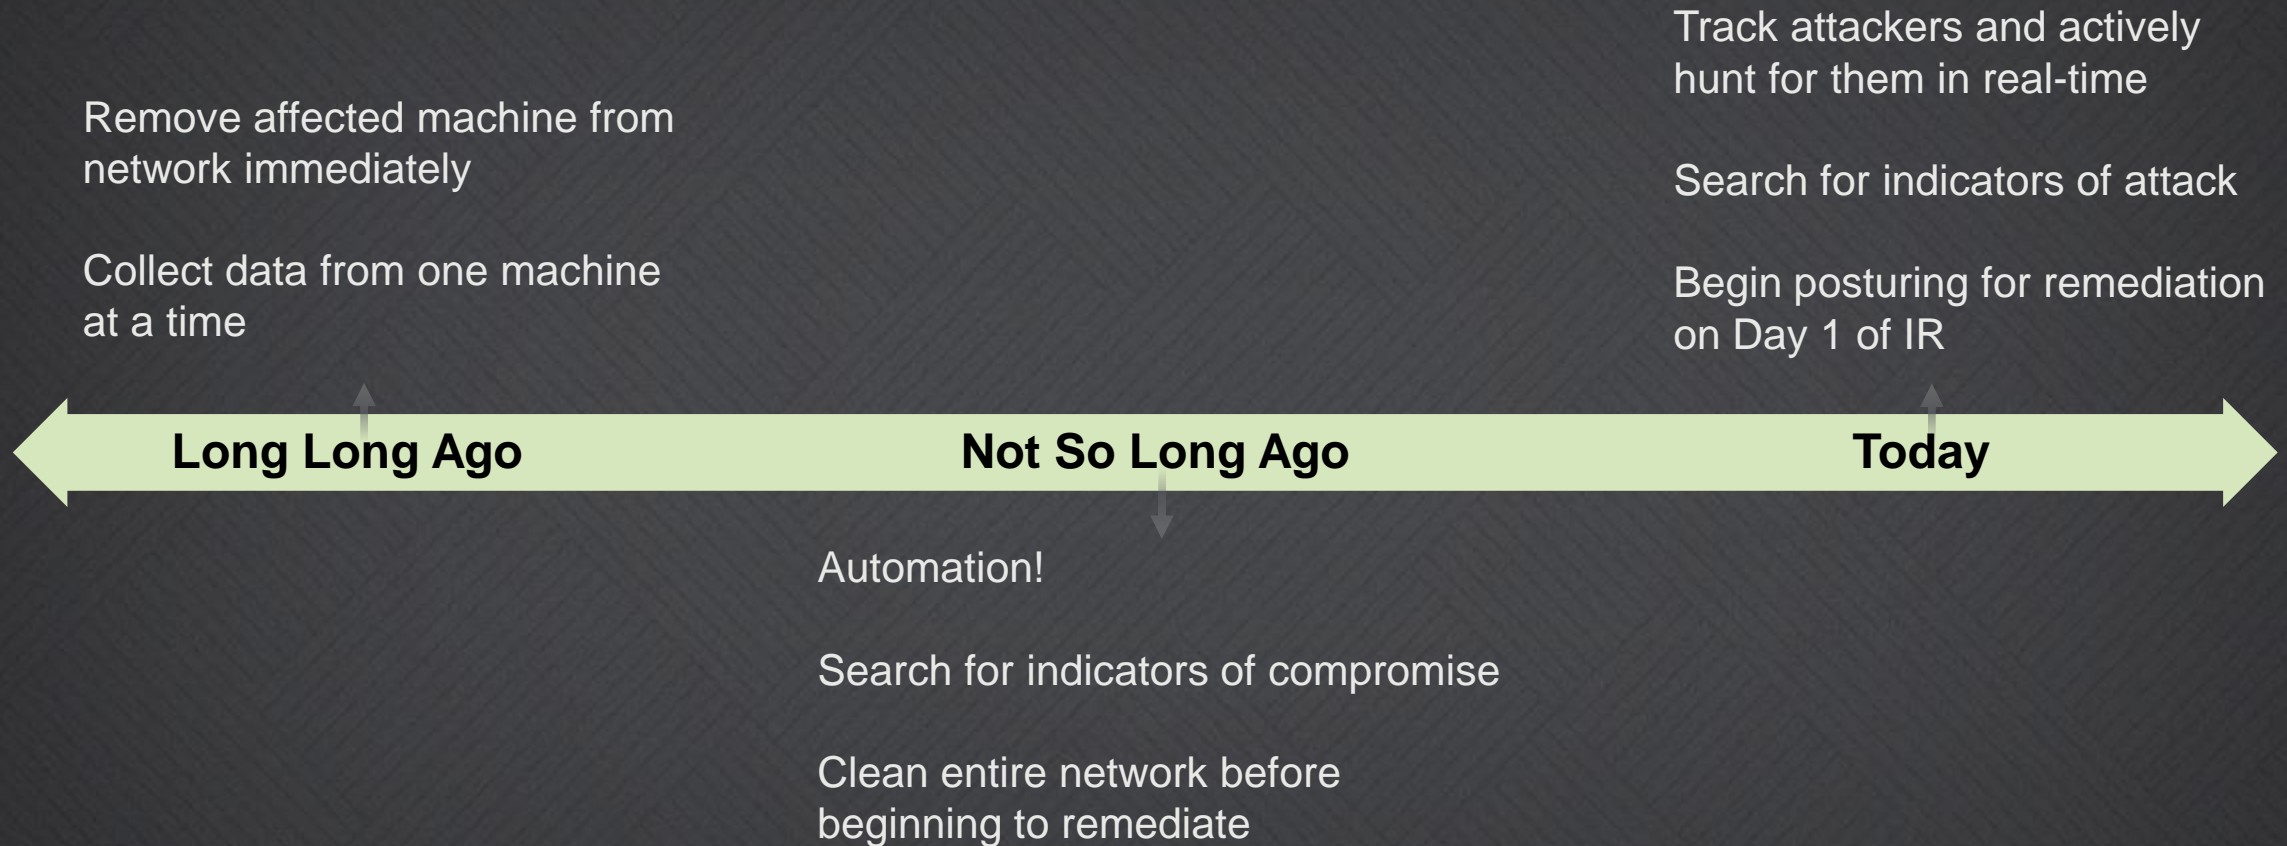 Remove affected machine from
network immediately
Collect data from one machine
at a time
Track attackers and actively
hunt for them in real-time
Search for indicators of attack
Begin posturing for remediation
on Day 1 of IR
Long Long Ago
Not So Long Ago
Today
Automation!
Search for indicators of compromise
Clean entire network before
beginning to remediate